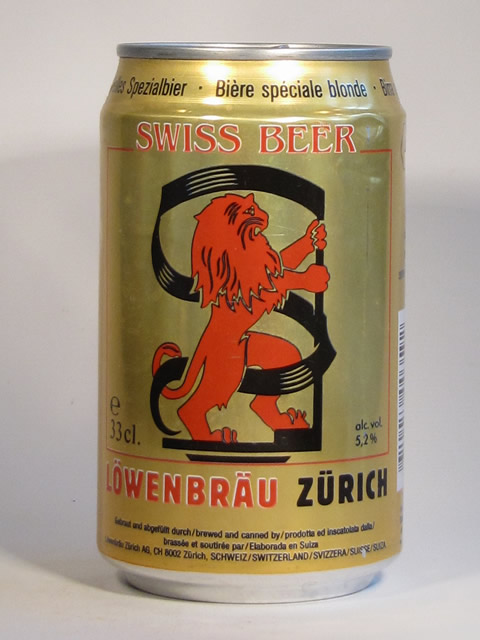 Spezialbier · Bière spéciale blonde ·
SWISS BEER
e
33cl.
alc. vol.
5,2%
LÖWENBRÄU ZÜRICH
Gebraut und abgefüllt durch/brewed and canned by/prodotta ed inscatolata dalla/
brassée et soutirée par/Elaborada en Suiza
Zürich AG, CH 8002 Zürich, SCHWEIZ/SWITZERLAND/SVIZZERA/SUISSE/SUIZA